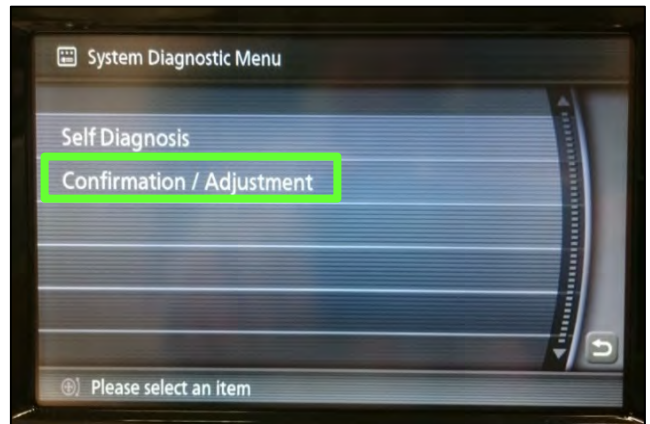 System Diagnostic Menu
Self Diagnosis
Confirmation / Adjustment
Please select an item